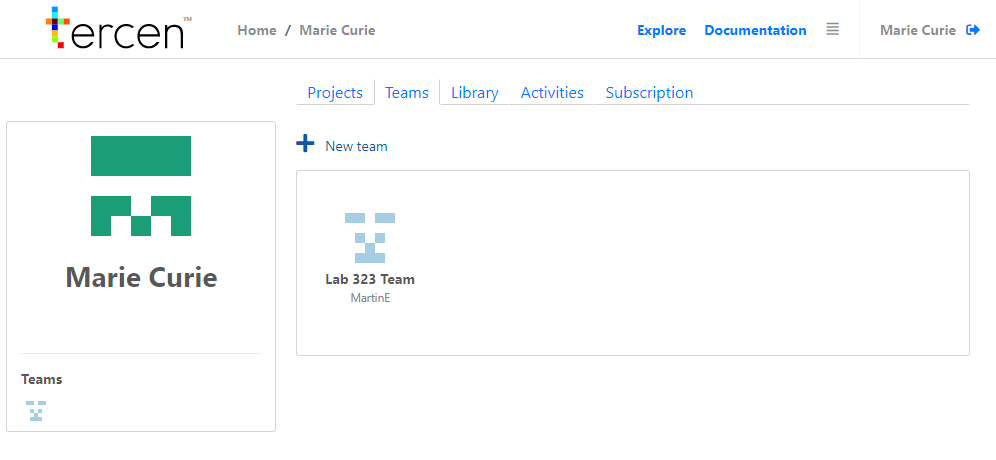 tercen™
Home / Marie Curie
Explore Documentation
Marie Curie
Projects Teams Library Activities Subscription
New team
Marie Curie
Teams
Lab 323 Team
MartinE